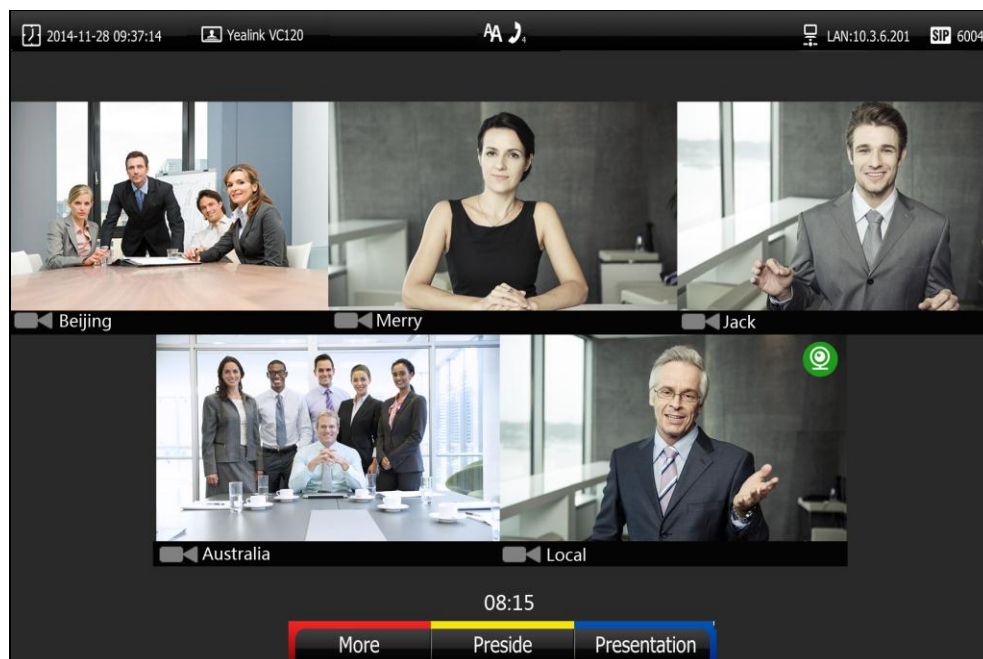 2014-11-28 09:37:14 Yealink VC120 AA 4 LAN:10.3.6.201 SIP 6004
Beijing Merry Jack
Australia Local
08:15
More Preside Presentation